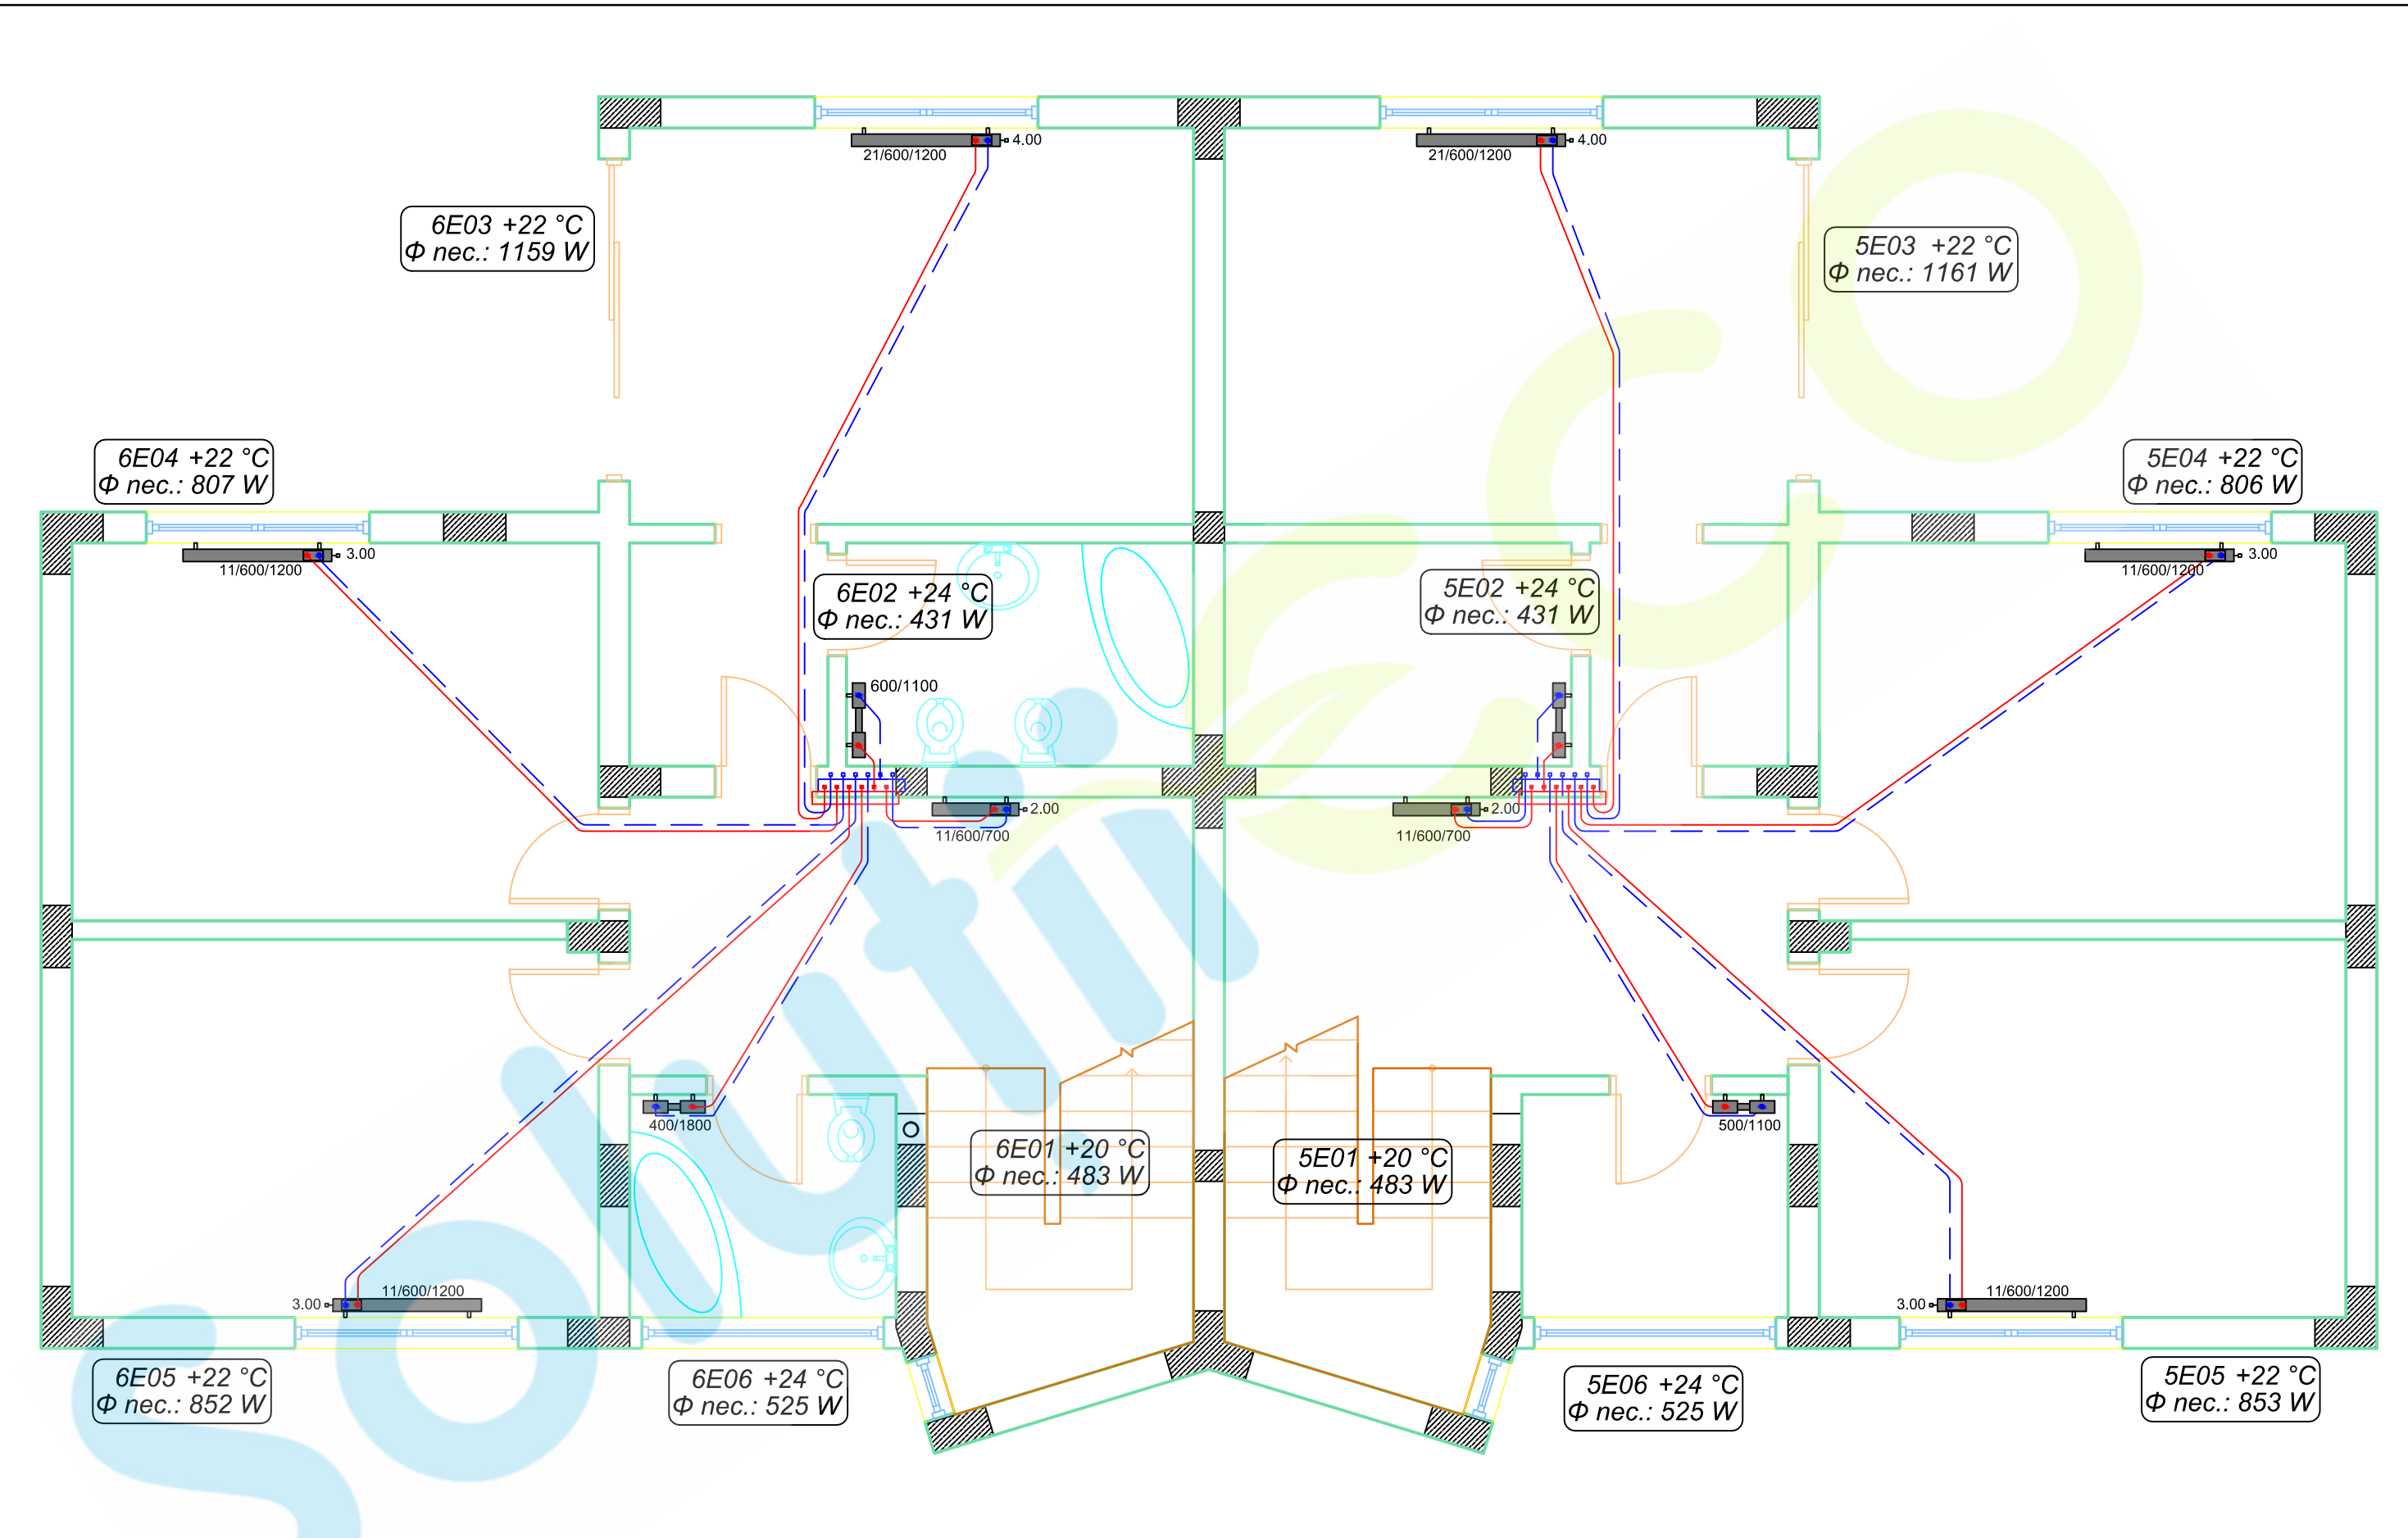 4.00
21/600/1200
4.00
21/600/1200
6E03 +22 °C
Φ nec.: 1159 W
5E03 +22 °C
Φ nec.: 1161 W
6E04 +22 °C
Φ nec.: 807 W
5E04 +22 °C
Φ nec.: 806 W
3.00
11/600/1200
3.00
11/600/1200
6E02 +24 °C
Φ nec.: 431 W
5E02 +24 °C
Φ nec.: 431 W
600/1100
2.00
11/600/700
2.00
11/600/700
400/1800
500/1100
6E01 +20 °C
Φ nec.: 483 W
5E01 +20 °C
Φ nec.: 483 W
11/600/1200
3.00
11/600/1200
3.00
6E05 +22 °C
Φ nec.: 852 W
6E06 +24 °C
Φ nec.: 525 W
5E06 +24 °C
Φ nec.: 525 W
5E05 +22 °C
Φ nec.: 853 W
Soluții ECO